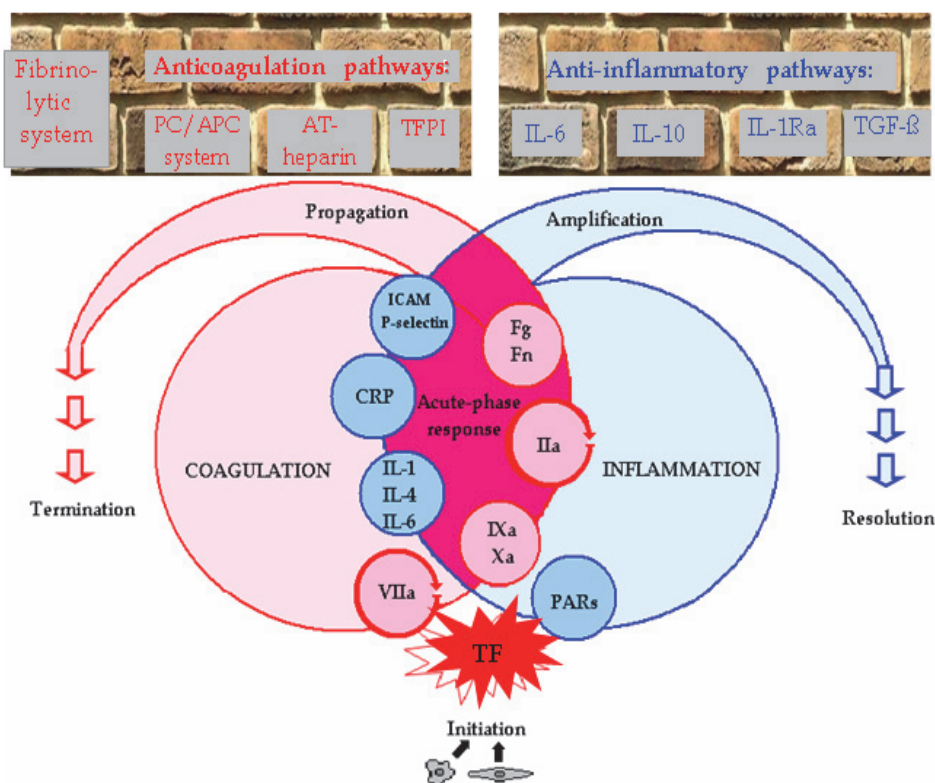 Fibrino-
lytic
system
Anticoagulation pathways:
PC/APC
system
AT-
heparin
TFPI
Anti-inflammatory pathways:
IL-6
IL-10
IL-1Ra
TGF-ß
Propagation
Amplification
ICAM
P-selectin
Fg
Fn
CRP
Acute-phase
response
IIa
COAGULATION
INFLAMMATION
IL-1
IL-4
IL-6
Termination
Resolution
IXa
Xa
VIIa
PARs
TF
Initiation